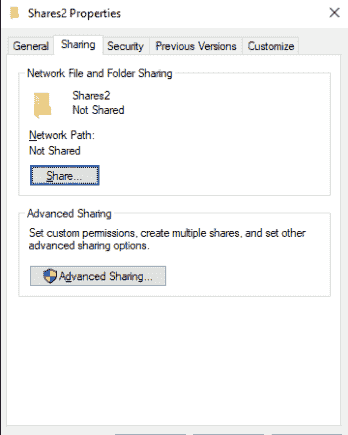 Shares2 Properties
General Sharing Security Previous Versions Customize
Network File and Folder Sharing
Shares2
Not Shared
Network Path:
Not Shared
Share...
Advanced Sharing
Set custom permissions, create multiple shares, and set other
advanced sharing options.
Advanced Sharing...